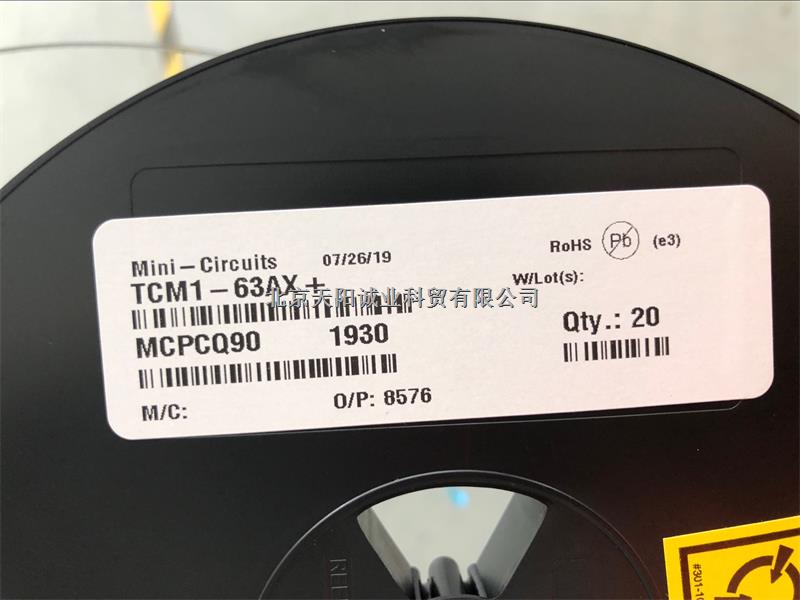 Mini-Circuits 07/26/19
RoHS Pb (e3)
TCM1-63AX+
W/Lot(s):
北京天阳诚业科贸有限公司
MCPCQ90 1930
Qty.: 20
M/C: O/P: 8576